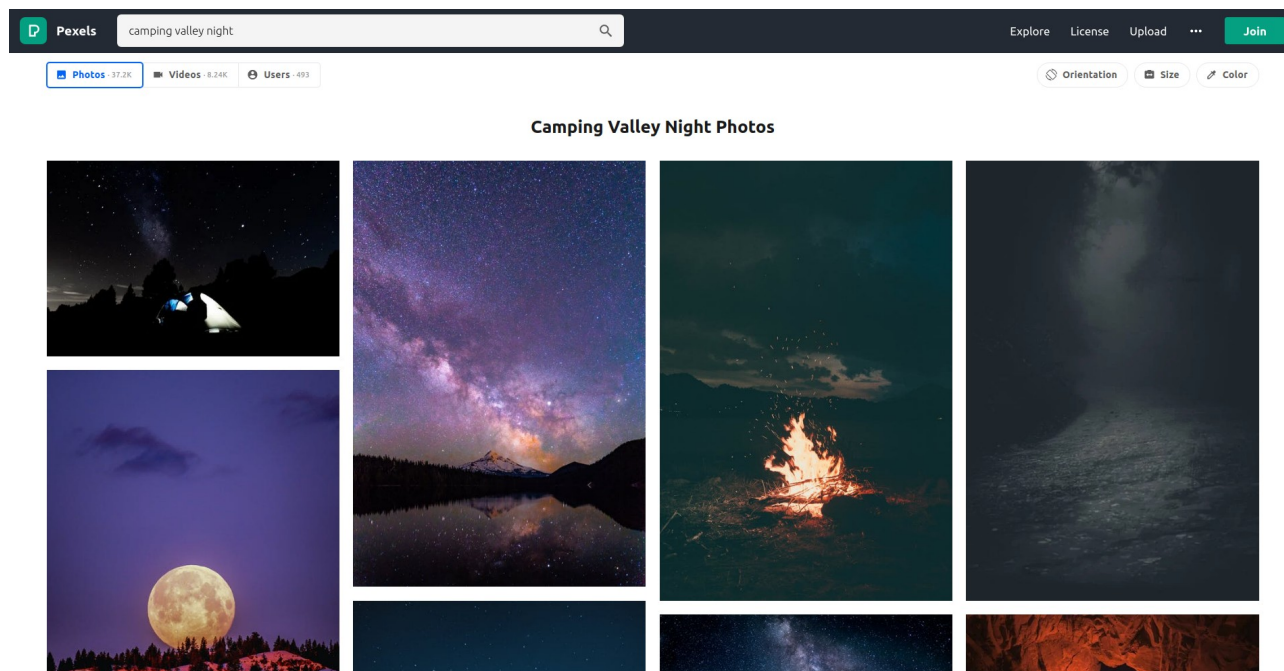 Pexels camping valley night Explore License Upload ••• Join
Photos · 37.2K Videos · 8.24K Users · 493 Orientation Size Color
Camping Valley Night Photos